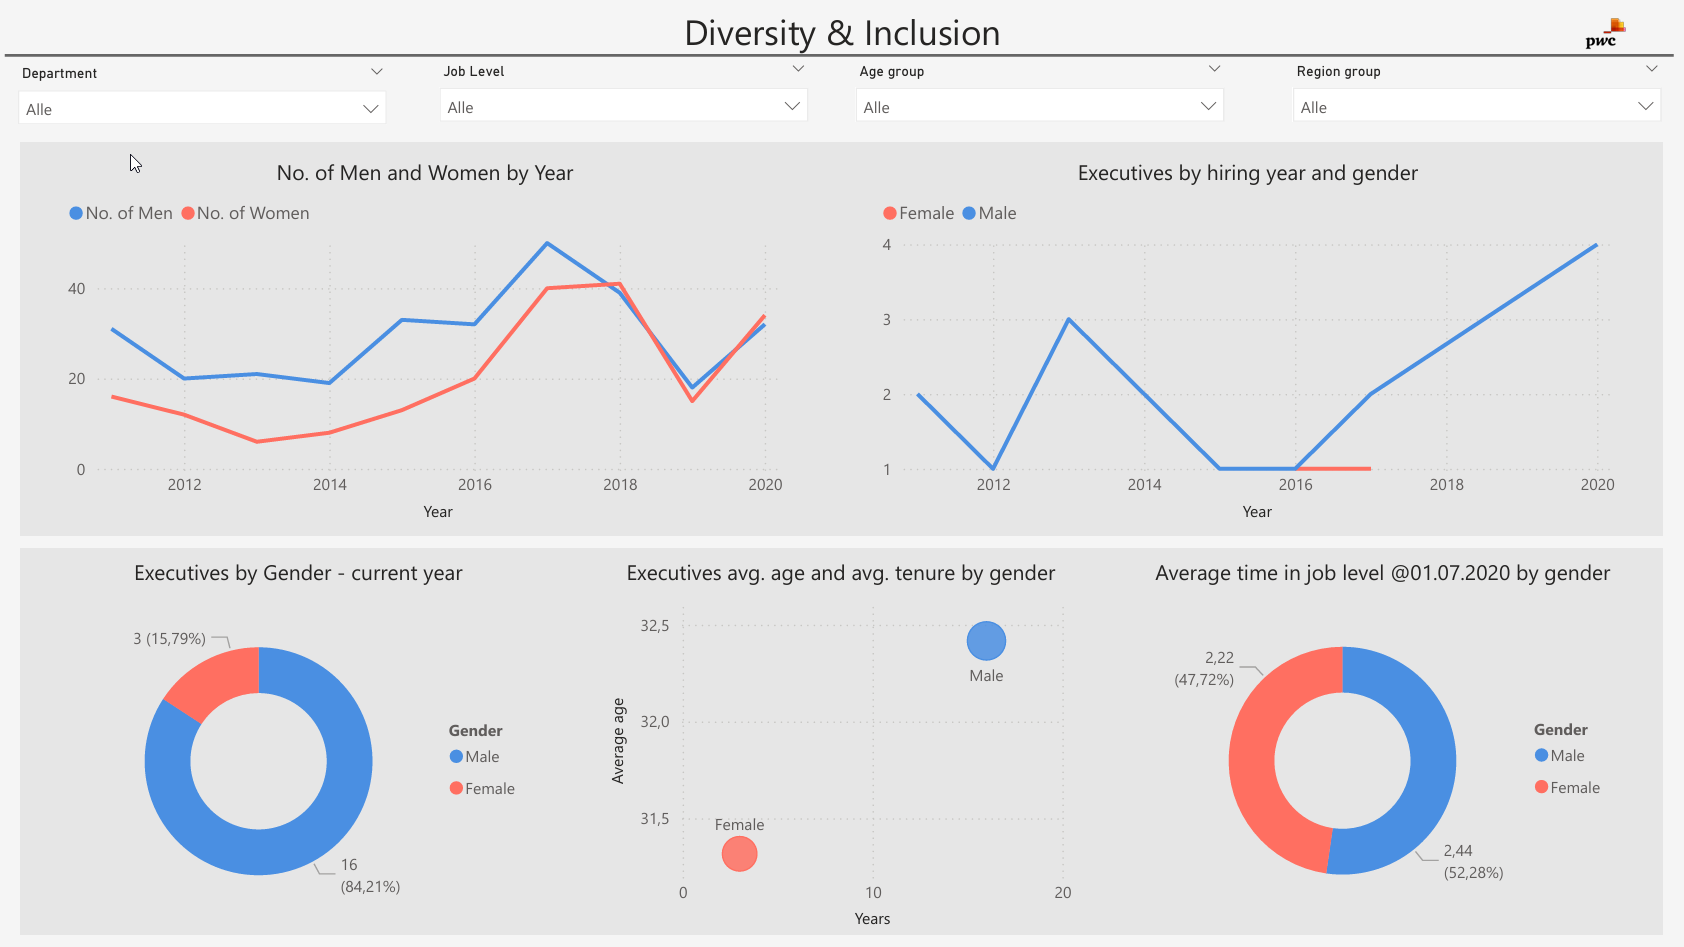 Diversity & Inclusion
pwc
Department
Job Level
Age group
Region group
Alle
Alle
Alle
Alle
No. of Men and Women by Year
No. of Men No. of Women
40
20
0
2012 2014 2016 2018 2020
Year
Executives by hiring year and gender
Female Male
4
3
2
1
2012 2014 2016 2018 2020
Year
Executives by Gender - current year
3 (15,79%)
16
(84,21%)
Gender
Male
Female
Executives avg. age and avg. tenure by gender
32,5
32,0
31,5
Average age
Male
Female
0 10 20
Years
Average time in job level @01.07.2020 by gender
2,22
(47,72%)
2,44
(52,28%)
Gender
Male
Female